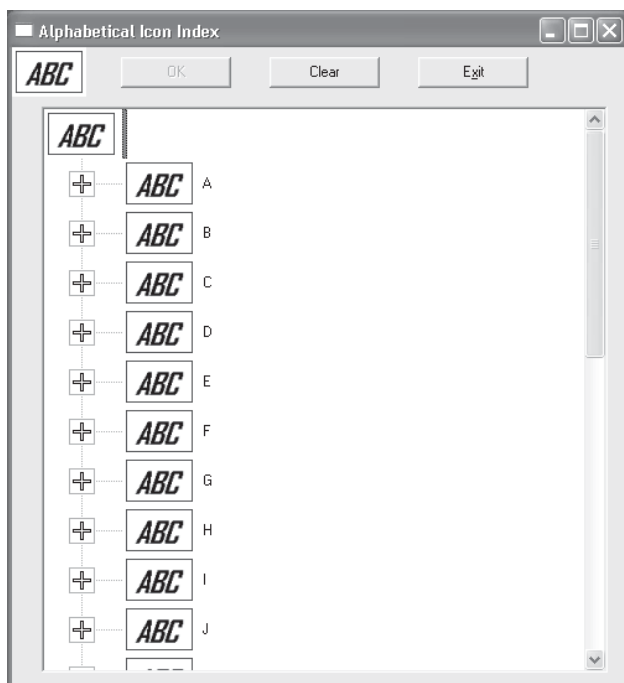 Alphabetical Icon Index
ABC OK Clear Exit
ABC
ABC A
ABC B
ABC C
ABC D
ABC E
ABC F
ABC G
ABC H
ABC I
ABC J